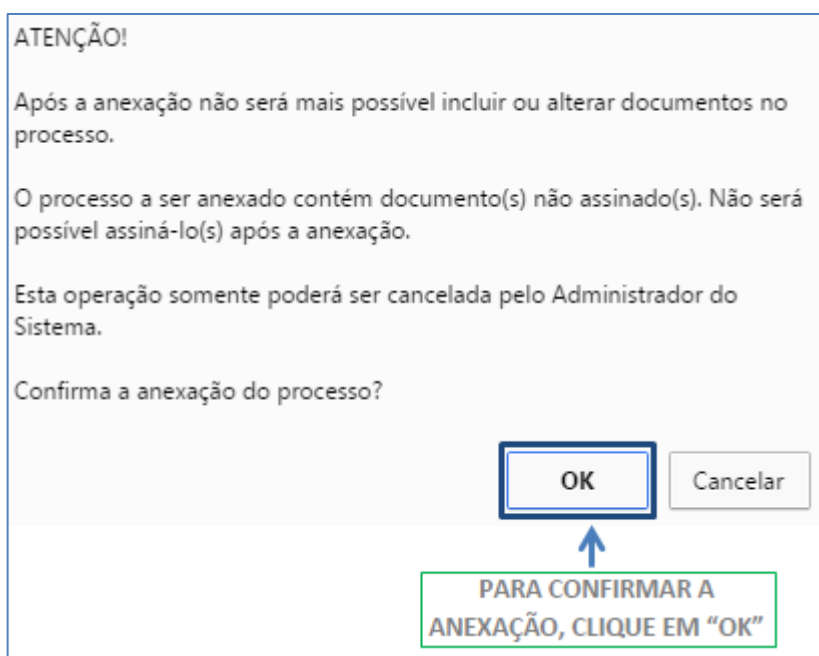 ATENÇÃO!
Após a anexação não será mais possível incluir ou alterar documentos no
processo.
O processo a ser anexado contém documento(s) não assinado(s). Não será
possível assiná-lo(s) após a anexação.
Esta operação somente poderá ser cancelada pelo Administrador do
Sistema.
Confirma a anexação do processo?
OK
Cancelar
PARA CONFIRMAR A
ANEXAÇÃO, CLIQUE EM “OK”